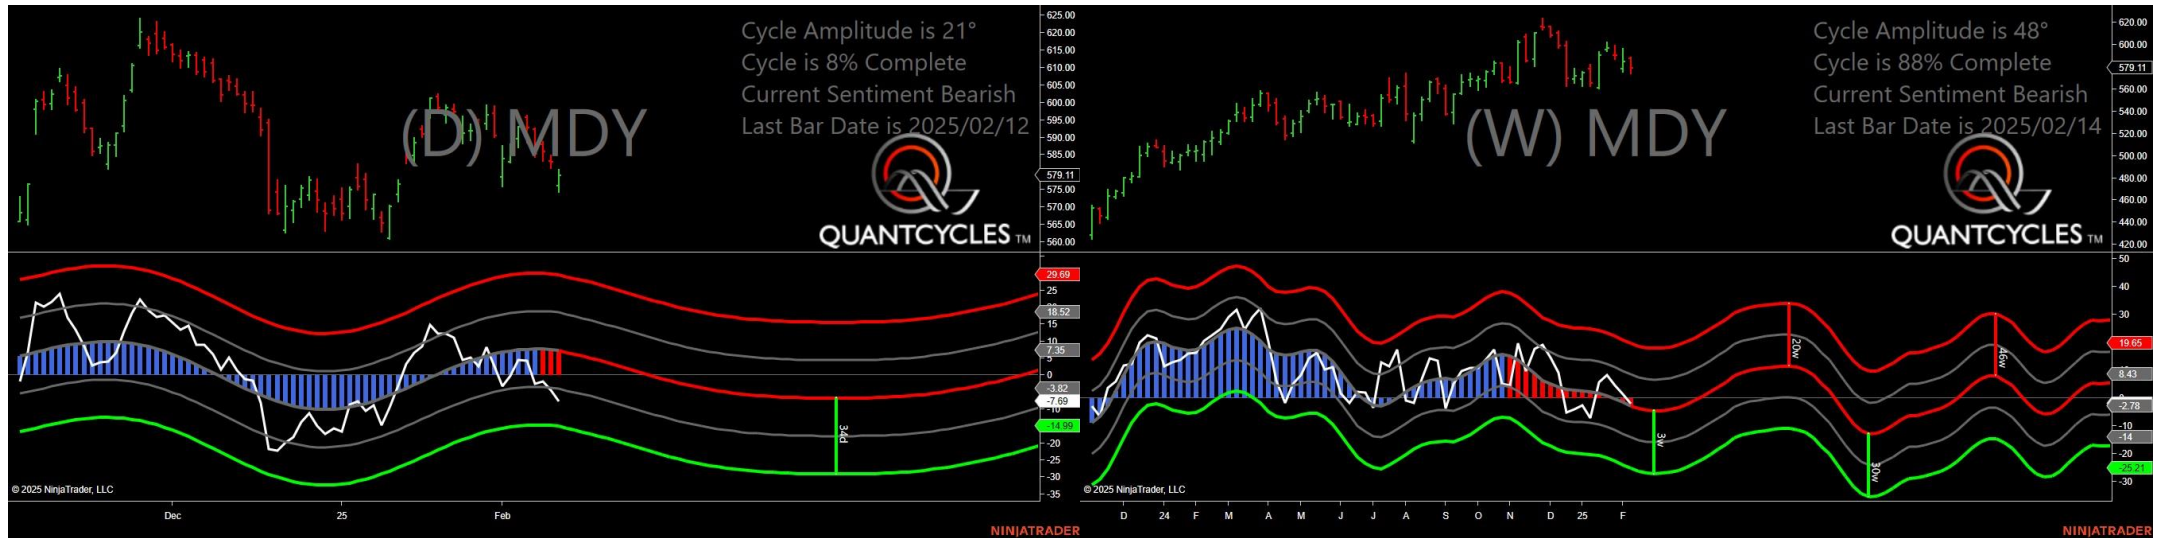 Cycle Amplitude is 21°
Cycle is 8% Complete
Current Sentiment Bearish
Last Bar Date is 2025/02/12
(D) MDY
QUANTCYCLES TM
625.00
620.00
615.00
610.00
605.00
600.00
595.00
590.00
585.00
579.11
575.00
570.00
565.00
560.00
29.69
25
18.52
15
7.35
5
0
-3.82
-7.69
-10
-14.99
-20
-25
-30
-35
34d
© 2025 NinjaTrader, LLC
Dec
25
Feb
NINJATRADER
Cycle Amplitude is 48°
Cycle is 88% Complete
Current Sentiment Bearish
Last Bar Date is 2025/02/14
(W) MDY
QUANTCYCLES TM
620.00
600.00
579.11
560.00
540.00
520.00
500.00
480.00
460.00
440.00
420.00
50
40
30
19.65
8.43
-2.78
-10
-14
-20
-25.21
-30
3w
20w
30w
46w
© 2025 NinjaTrader, LLC
D
24
F
M
A
M
J
J
A
S
O
N
D
25
F
NINJATRADER